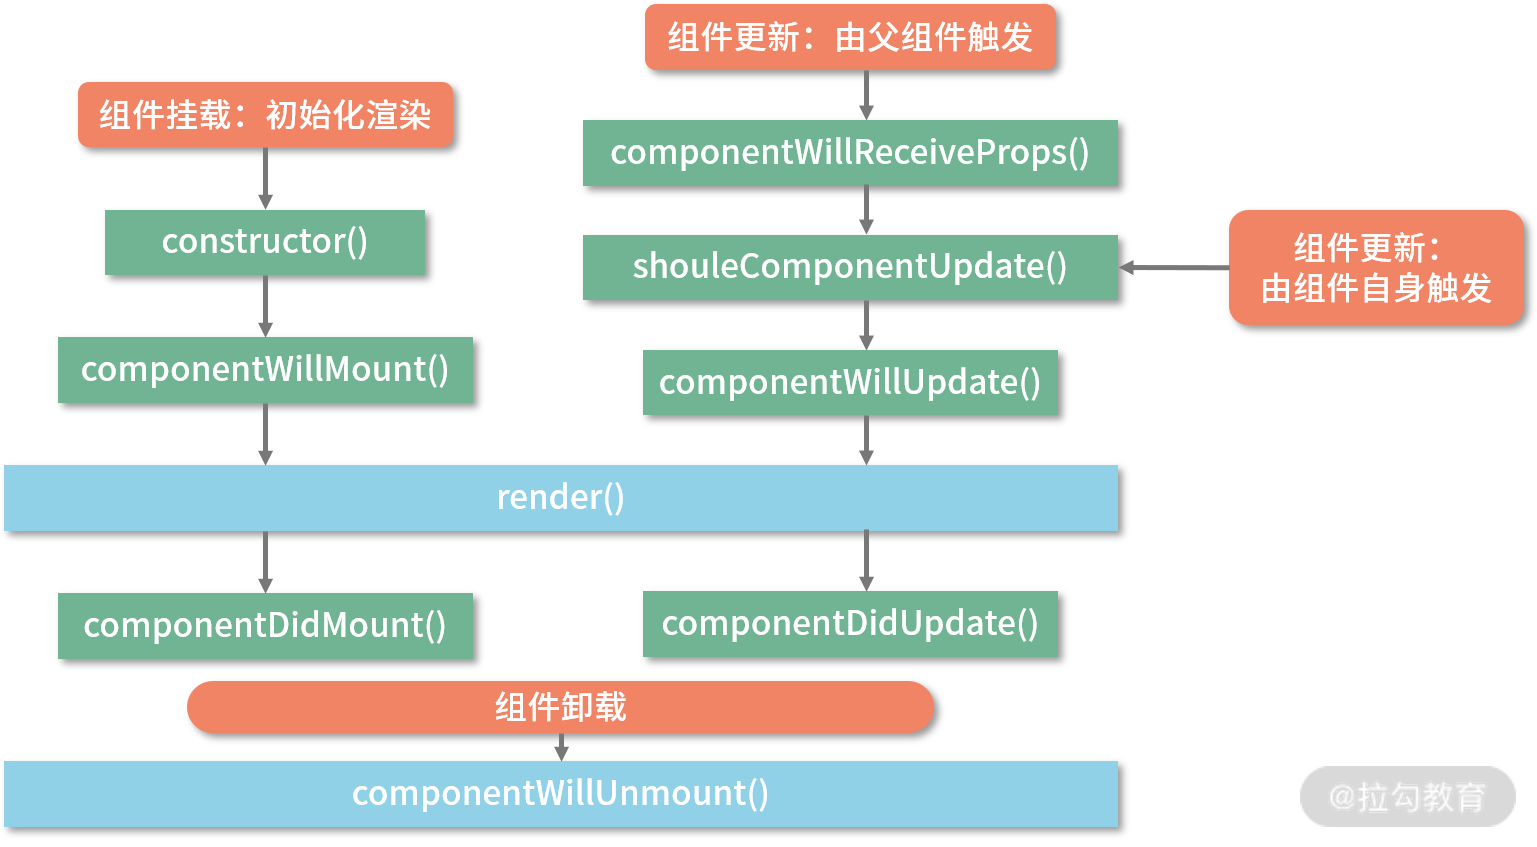 组件更新：由父组件触发
组件挂载：初始化渲染
componentWillReceiveProps()
constructor()
shouleComponentUpdate()
组件更新：
由组件自身触发
componentWillMount()
componentWillUpdate()
render()
componentDidMount()
componentDidUpdate()
组件卸载
componentWillUnmount()
@拉勾教育